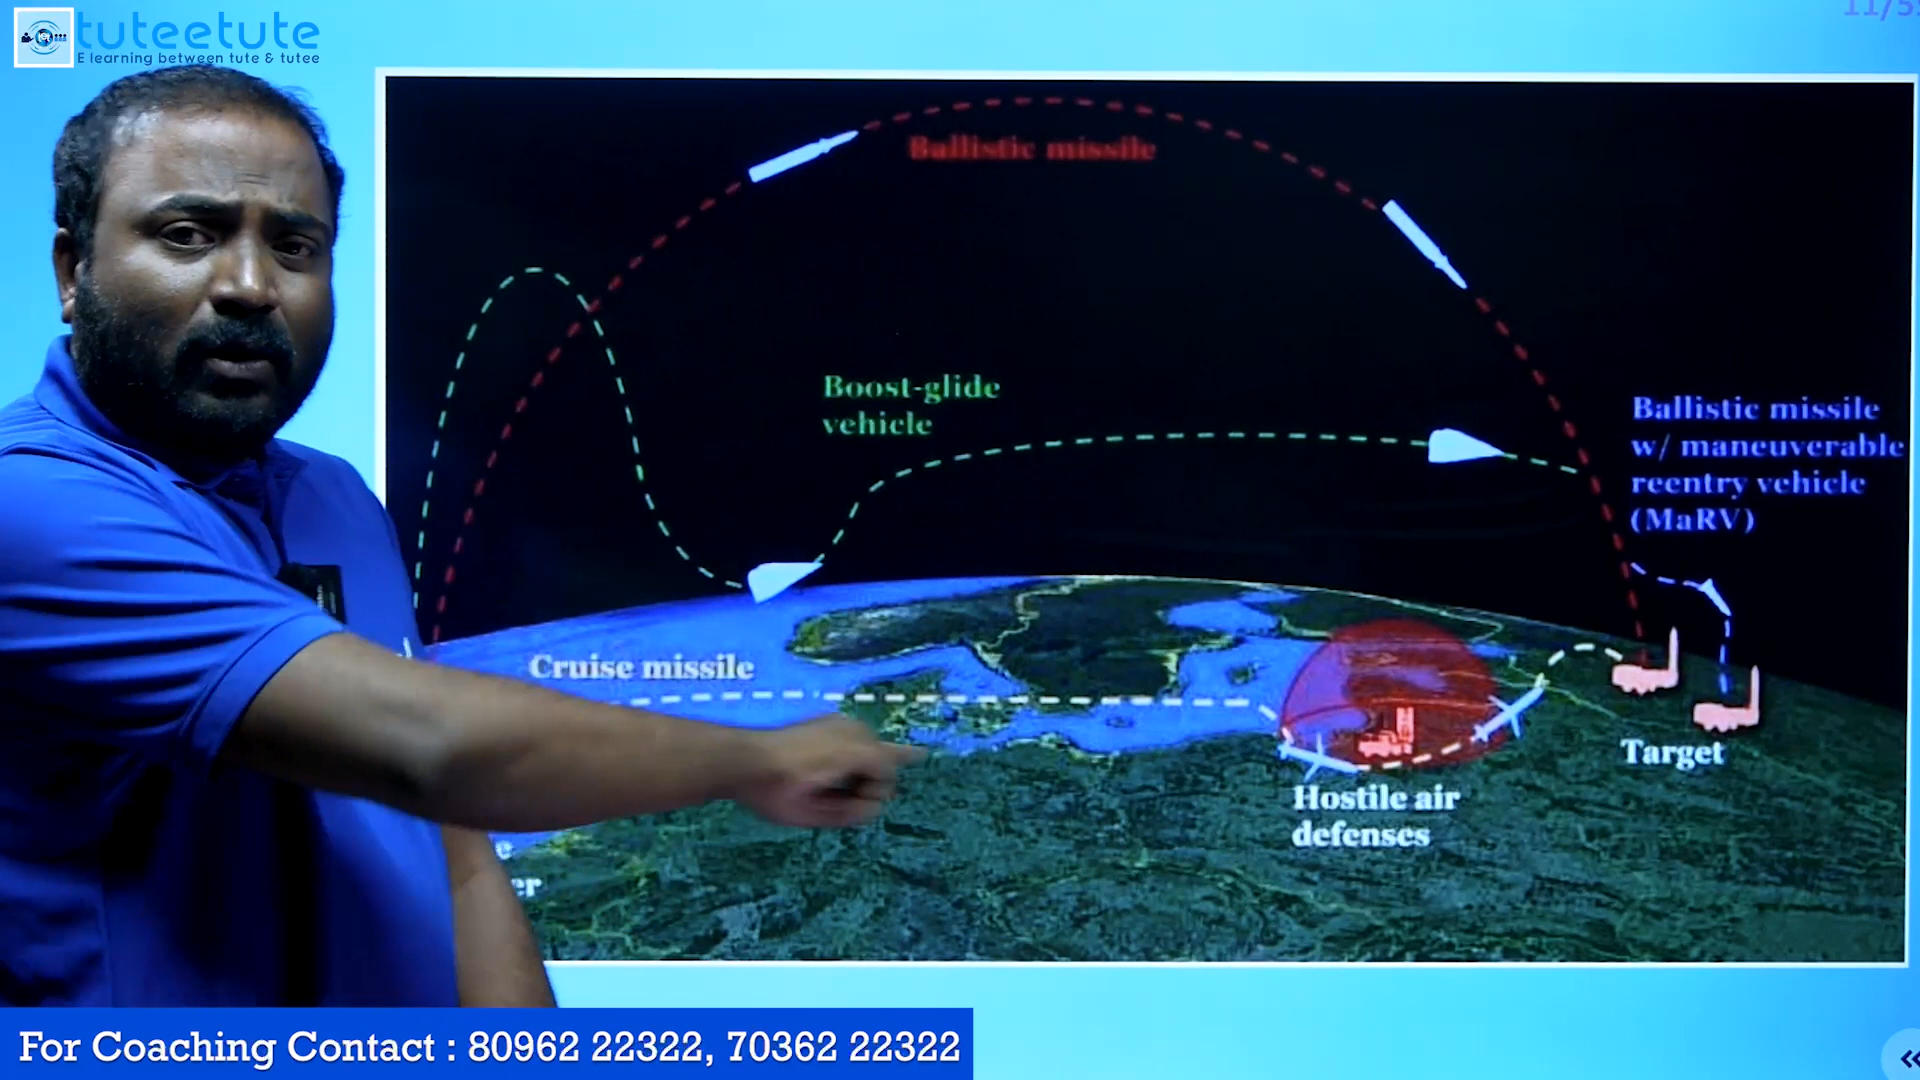 tuteetute
E learning between tute & tutee
Ballistic missile
Boost-glide
vehicle
Ballistic missile
w/ maneuverable
reentry vehicle
(MaRV)
Cruise missile
Target
Hostile air
defenses
For Coaching Contact : 80962 22322, 70362 22322